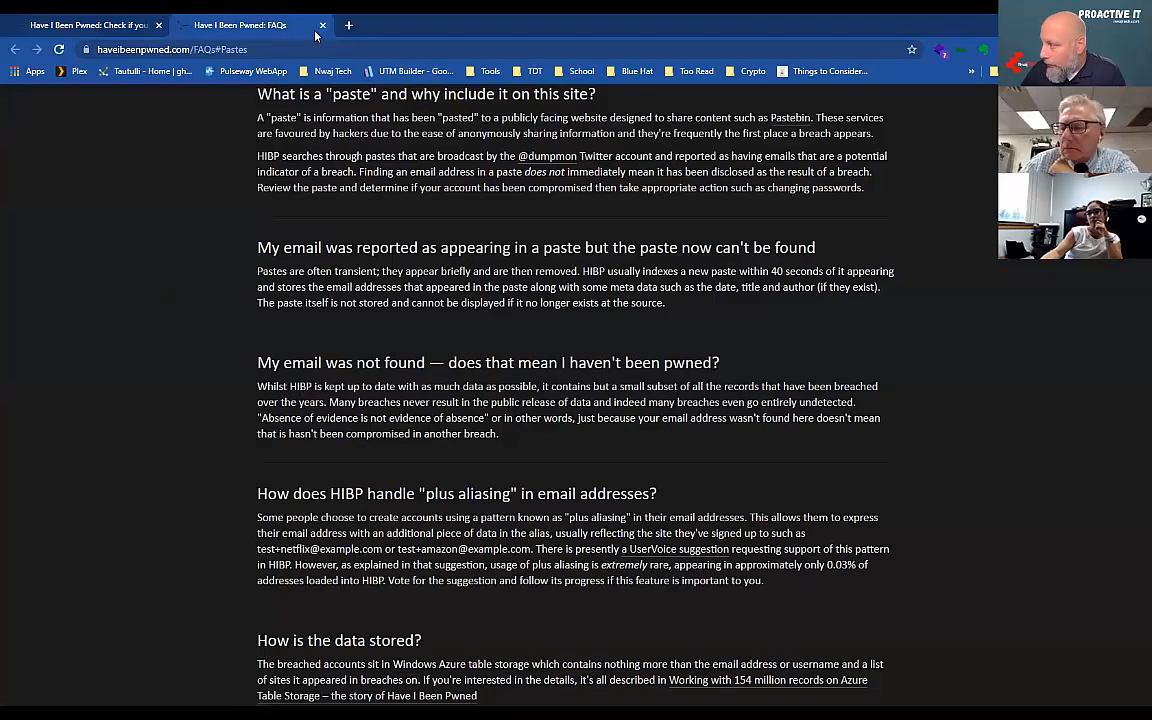 Have I Been Pwned: Check if you
Have I Been Pwned: FAQs
haveibeenpwned.com/FAQs#Pastes
Apps
Plex
Tautulli - Home | gh...
Pulseway WebApp
Nwaj Tech
UTM Builder - Goo...
Tools
TDT
School
Blue Hat
Too Read
Crypto
Things to Consider...
»
PROACTIVE IT
What is a "paste" and why include it on this site?
A "paste" is information that has been "pasted" to a publicly facing website designed to share content such as Pastebin. These services
are favoured by hackers due to the ease of anonymously sharing information and they're frequently the first place a breach appears.
HIBP searches through pastes that are broadcast by the @dumpmon Twitter account and reported as having emails that are a potential
indicator of a breach. Finding an email address in a paste does not immediately mean it has been disclosed as the result of a breach.
Review the paste and determine if your account has been compromised then take appropriate action such as changing passwords.
My email was reported as appearing in a paste but the paste now can't be found
Pastes are often transient; they appear briefly and are then removed. HIBP usually indexes a new paste within 40 seconds of it appearing
and stores the email addresses that appeared in the paste along with some meta data such as the date, title and author (if they exist).
The paste itself is not stored and cannot be displayed if it no longer exists at the source.
My email was not found — does that mean I haven't been pwned?
Whilst HIBP is kept up to date with as much data as possible, it contains but a small subset of all the records that have been breached
over the years. Many breaches never result in the public release of data and indeed many breaches even go entirely undetected.
"Absence of evidence is not evidence of absence" or in other words, just because your email address wasn't found here doesn't mean
that is hasn't been compromised in another breach.
How does HIBP handle "plus aliasing" in email addresses?
Some people choose to create accounts using a pattern known as "plus aliasing" in their email addresses. This allows them to express
their email address with an additional piece of data in the alias, usually reflecting the site they've signed up to such as
test+netflix@example.com or test+amazon@example.com. There is presently a UserVoice suggestion requesting support of this pattern
in HIBP. However, as explained in that suggestion, usage of plus aliasing is extremely rare, appearing in approximately only 0.03% of
addresses loaded into HIBP. Vote for the suggestion and follow its progress if this feature is important to you.
How is the data stored?
The breached accounts sit in Windows Azure table storage which contains nothing more than the email address or username and a list
of sites it appeared in breaches on. If you're interested in the details, it's all described in Working with 154 million records on Azure
Table Storage – the story of Have I Been Pwned